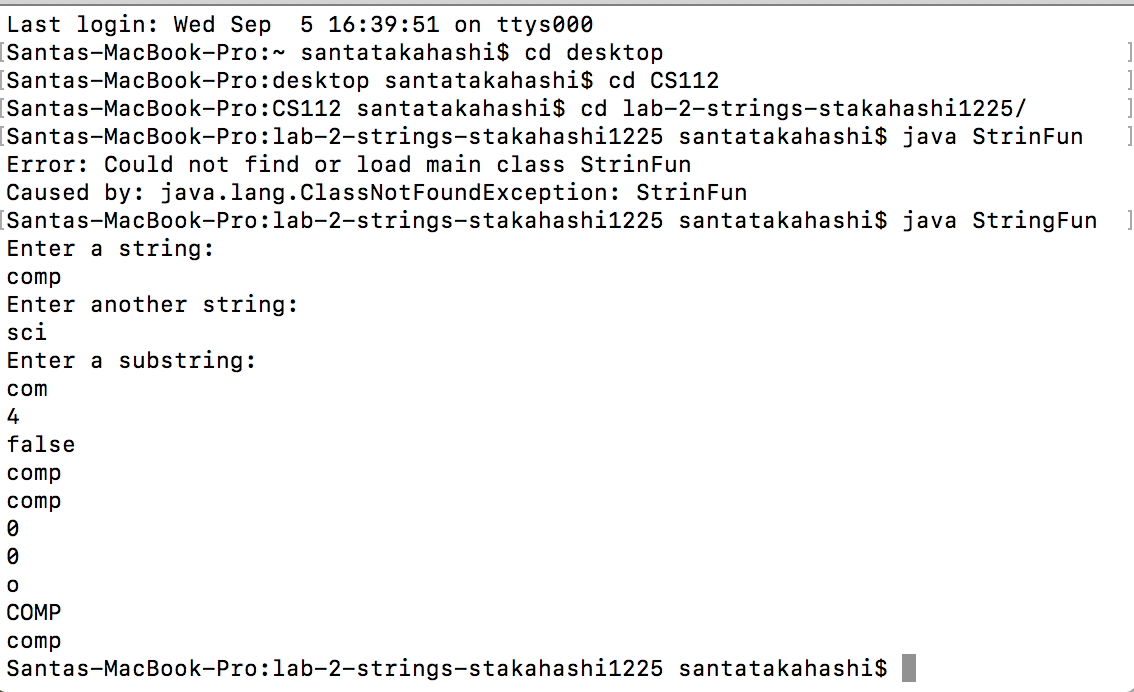 Last login: Wed Sep  5 16:39:51 on ttys000
[Santas-MacBook-Pro:~ santatakahashi$ cd desktop ]
[Santas-MacBook-Pro:desktop santatakahashi$ cd CS112 ]
[Santas-MacBook-Pro:CS112 santatakahashi$ cd lab-2-strings-stakahashi1225/ ]
[Santas-MacBook-Pro:lab-2-strings-stakahashi1225 santatakahashi$ java StrinFun ]
Error: Could not find or load main class StrinFun
Caused by: java.lang.ClassNotFoundException: StrinFun
[Santas-MacBook-Pro:lab-2-strings-stakahashi1225 santatakahashi$ java StringFun ]
Enter a string:
comp
Enter another string:
sci
Enter a substring:
com
4
false
comp
comp
0
0
o
COMP
comp
Santas-MacBook-Pro:lab-2-strings-stakahashi1225 santatakahashi$